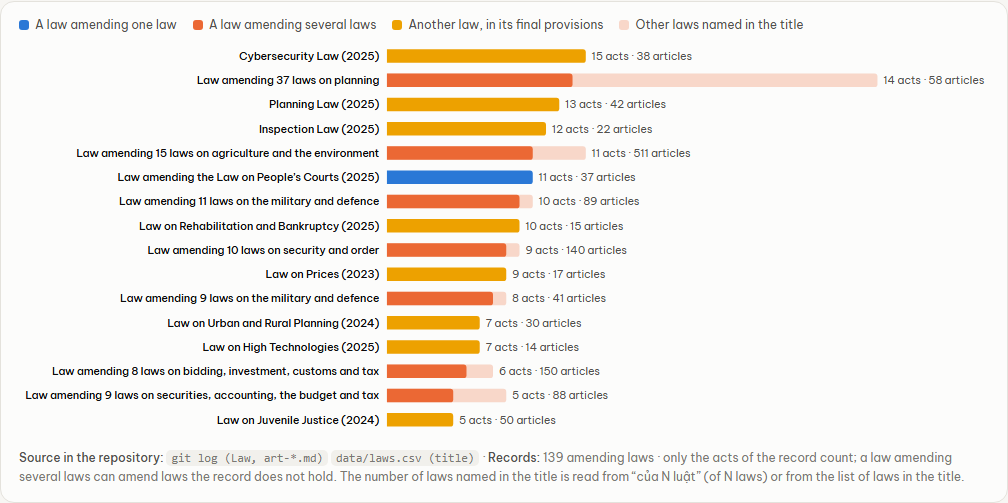 A law amending one law A law amending several laws Another law, in its final provisions Other laws named in the title
Cybersecurity Law (2025) 15 acts · 38 articles
Law amending 37 laws on planning 14 acts · 58 articles
Planning Law (2025) 13 acts · 42 articles
Inspection Law (2025) 12 acts · 22 articles
Law amending 15 laws on agriculture and the environment 11 acts · 511 articles
Law amending the Law on People's Courts (2025) 11 acts · 37 articles
Law amending 11 laws on the military and defence 10 acts · 89 articles
Law on Rehabilitation and Bankruptcy (2025) 10 acts · 15 articles
Law amending 10 laws on security and order 9 acts · 140 articles
Law on Prices (2023) 9 acts · 17 articles
Law amending 9 laws on the military and defence 8 acts · 41 articles
Law on Urban and Rural Planning (2024) 7 acts · 30 articles
Law on High Technologies (2025) 7 acts · 14 articles
Law amending 8 laws on bidding, investment, customs and tax 6 acts · 150 articles
Law amending 9 laws on securities, accounting, the budget and tax 5 acts · 88 articles
Law on Juvenile Justice (2024) 5 acts · 50 articles
Source in the repository: git log (Law, art-*.md) data/laws.csv (title) · Records: 139 amending laws · only the acts of the record count; a law amending
several laws can amend laws the record does not hold. The number of laws named in the title is read from “của N luật” (of N laws) or from the list of laws in the title.